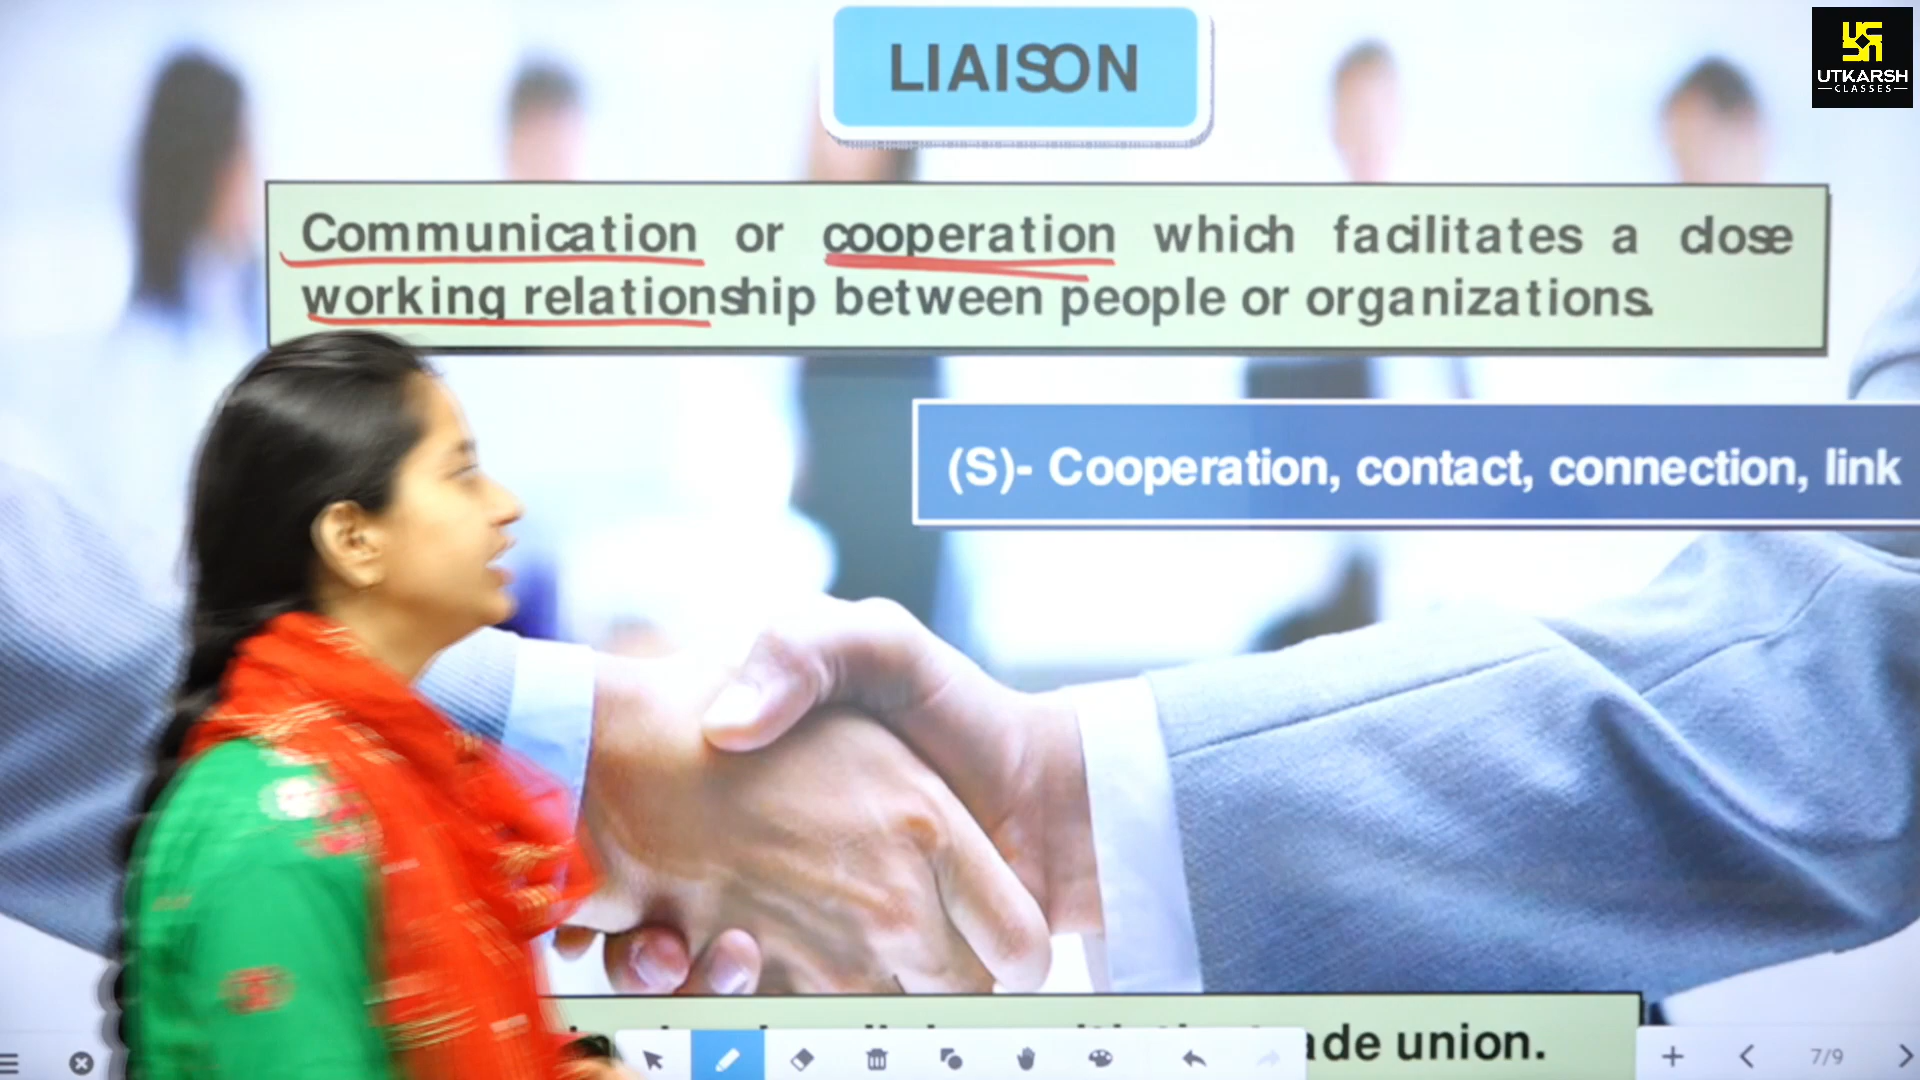 LIAISON
UTKARSH
CLASSES
Communication or cooperation which facilitates a close
working relationship between people or organizations.
(S)- Cooperation, contact, connection, link
union.
7/9